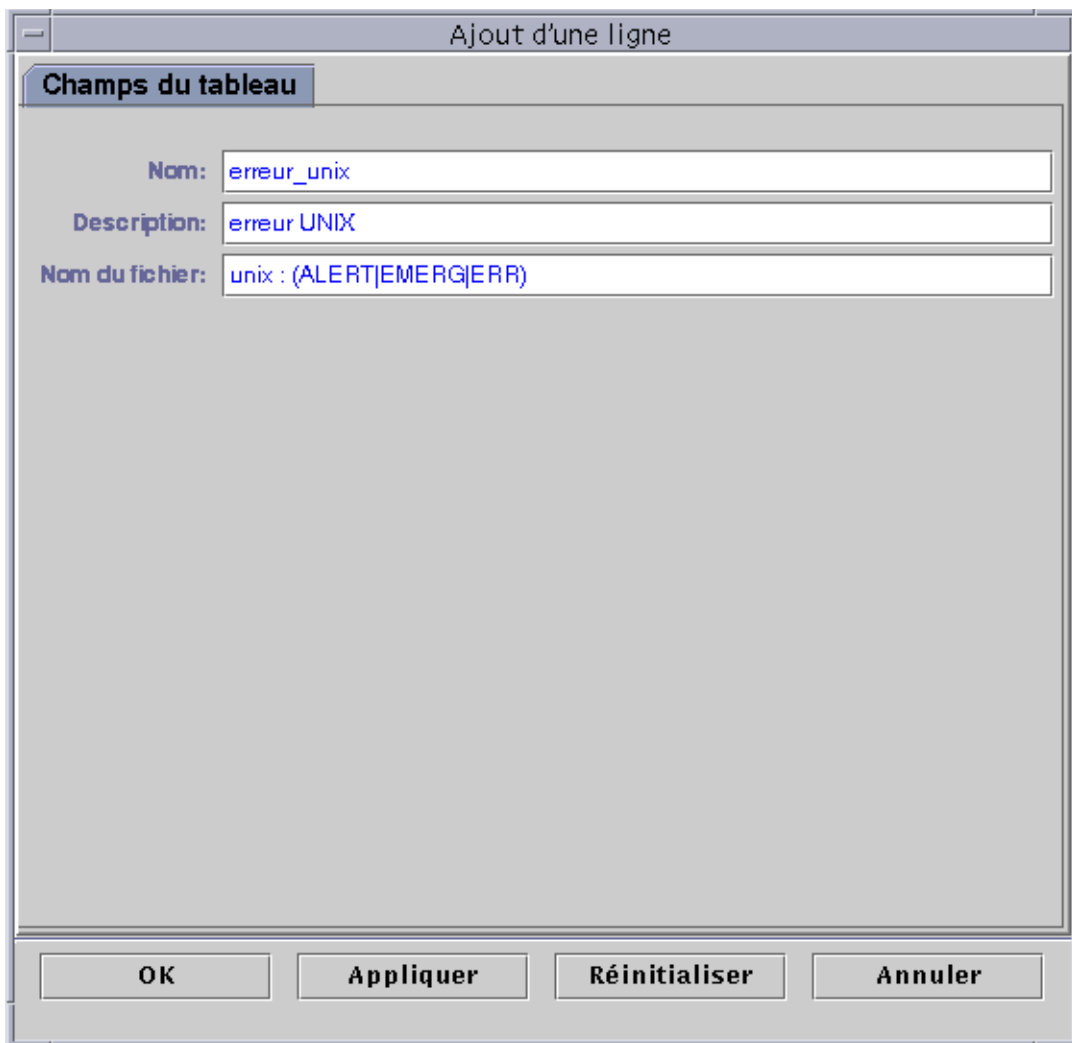 Ajout d'une ligne
Champs du tableau
Nom: erreur_unix
Description: erreur UNIX
Nom du fichier: unix : (ALERT|EMERG|ERR)
OK Appliquer Réinitialiser Annuler